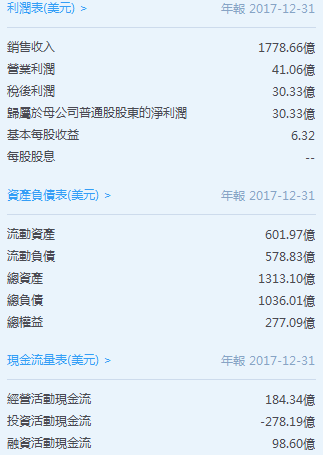 利潤表(美元) > 年報 2017-12-31
銷售收入 1778.66億
營業利潤 41.06億
稅後利潤 30.33億
歸屬於母公司普通股股東的淨利潤 30.33億
基本每股收益 6.32
每股股息 --
資產負債表(美元) > 年報 2017-12-31
流動資產 601.97億
流動負債 578.83億
總資產 1313.10億
總負債 1036.01億
總權益 277.09億
現金流量表(美元) > 年報 2017-12-31
經營活動現金流 184.34億
投資活動現金流 -278.19億
融資活動現金流 98.60億